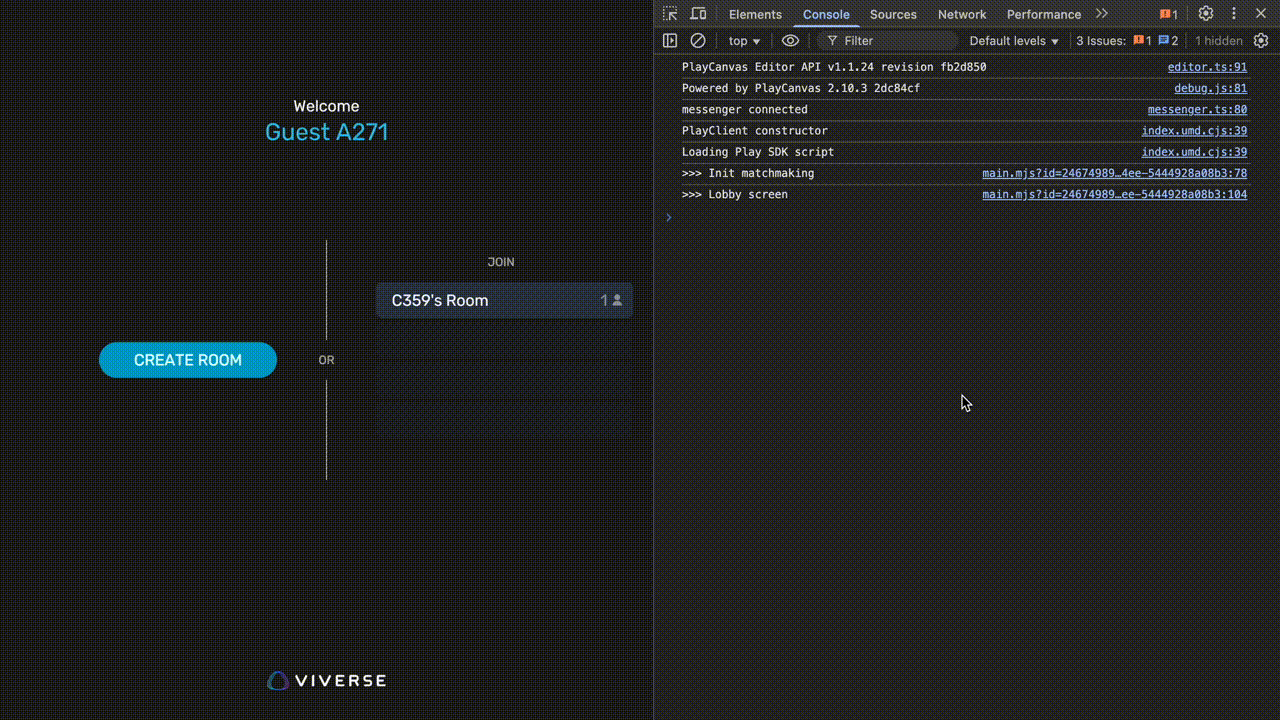 Welcome
Guest A271
JOIN
C359's Room 1
CREATE ROOM
OR
VIVERSE
Elements Console Sources Network Performance 1
top Filter Default levels 3 Issues: 1 2 1 hidden
PlayCanvas Editor API v1.1.24 revision fb2d850 editor.ts:91
Powered by PlayCanvas 2.10.3 2dc84cf debug.js:81
messenger connected messenger.ts:80
PlayClient constructor index.umd.cjs:39
Loading Play SDK script index.umd.cjs:39
>>> Init matchmaking main.mjs?id=24674989…4ee-5444928a08b3:78
>>> Lobby screen main.mjs?id=24674989…ee-5444928a08b3:104